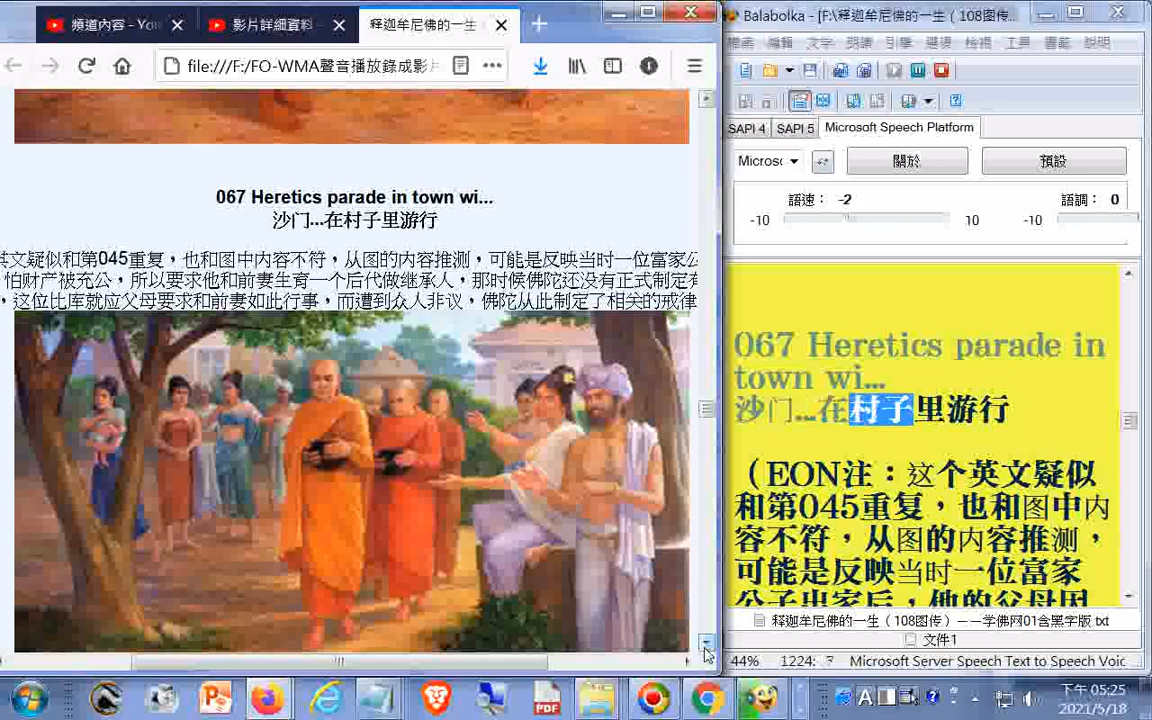 頻道內容 - You
影片詳細資料 -
释迦牟尼佛的一生 (
file:///F:/FO-WMA聲音播放錄成影片
067 Heretics parade in town wi...
沙门...在村子里游行
英文疑似和第045重复，也和图中内容不符，从图的内容推测，可能是反映当时一位富家公
怕财产被充公，所以要求他和前妻生育一个后代做继承人，那时候佛陀还没有正式制定有
，这位比库就应父母要求和前妻如此行事，而遭到众人非议，佛陀从此制定了相关的戒律
Balabolka - [F:\释迦牟尼佛的一生（108图传...
檔案 編輯 文字 朗讀 引擎 選項 檢視 工具 書籤 說明
SAPI 4 SAPI 5 Microsoft Speech Platform
Microso 關於 預設
語速： -2 語調： 0
-10 10 -10
067 Heretics parade in
town wi...
沙门...在村子里游行
（EON注：这个英文疑似
和第045重复，也和图中内
容不符，从图的内容推测，
可能是反映当时一位富家
公子出家后，他的父母因
释迦牟尼佛的一生（108图传）——学佛网01含黑字版.txt
文件1
44% 1224: ? Microsoft Server Speech Text to Speech Voic
PDF
下午 05:25
2021/5/18